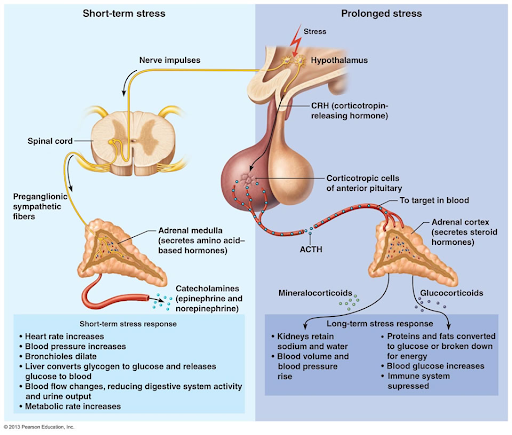 Short-term stress
Prolonged stress
Stress
Nerve impulses
Hypothalamus
CRH (corticotropin-
releasing hormone)
Spinal cord
Corticotropic cells
of anterior pituitary
Preganglionic
sympathetic
fibers
To target in blood
Adrenal medulla
(secretes amino acid–
based hormones)
Adrenal cortex
(secretes steroid
hormones)
ACTH
Catecholamines
(epinephrine and
norepinephrine)
Mineralocorticoids
Glucocorticoids
Short-term stress response
• Heart rate increases
• Blood pressure increases
• Bronchioles dilate
• Liver converts glycogen to glucose and releases
glucose to blood
• Blood flow changes, reducing digestive system activity
and urine output
• Metabolic rate increases
Long-term stress response
• Kidneys retain
sodium and water
• Blood volume and
blood pressure
rise
• Proteins and fats converted
to glucose or broken down
for energy
• Blood glucose increases
• Immune system
supressed
© 2013 Pearson Education, Inc.